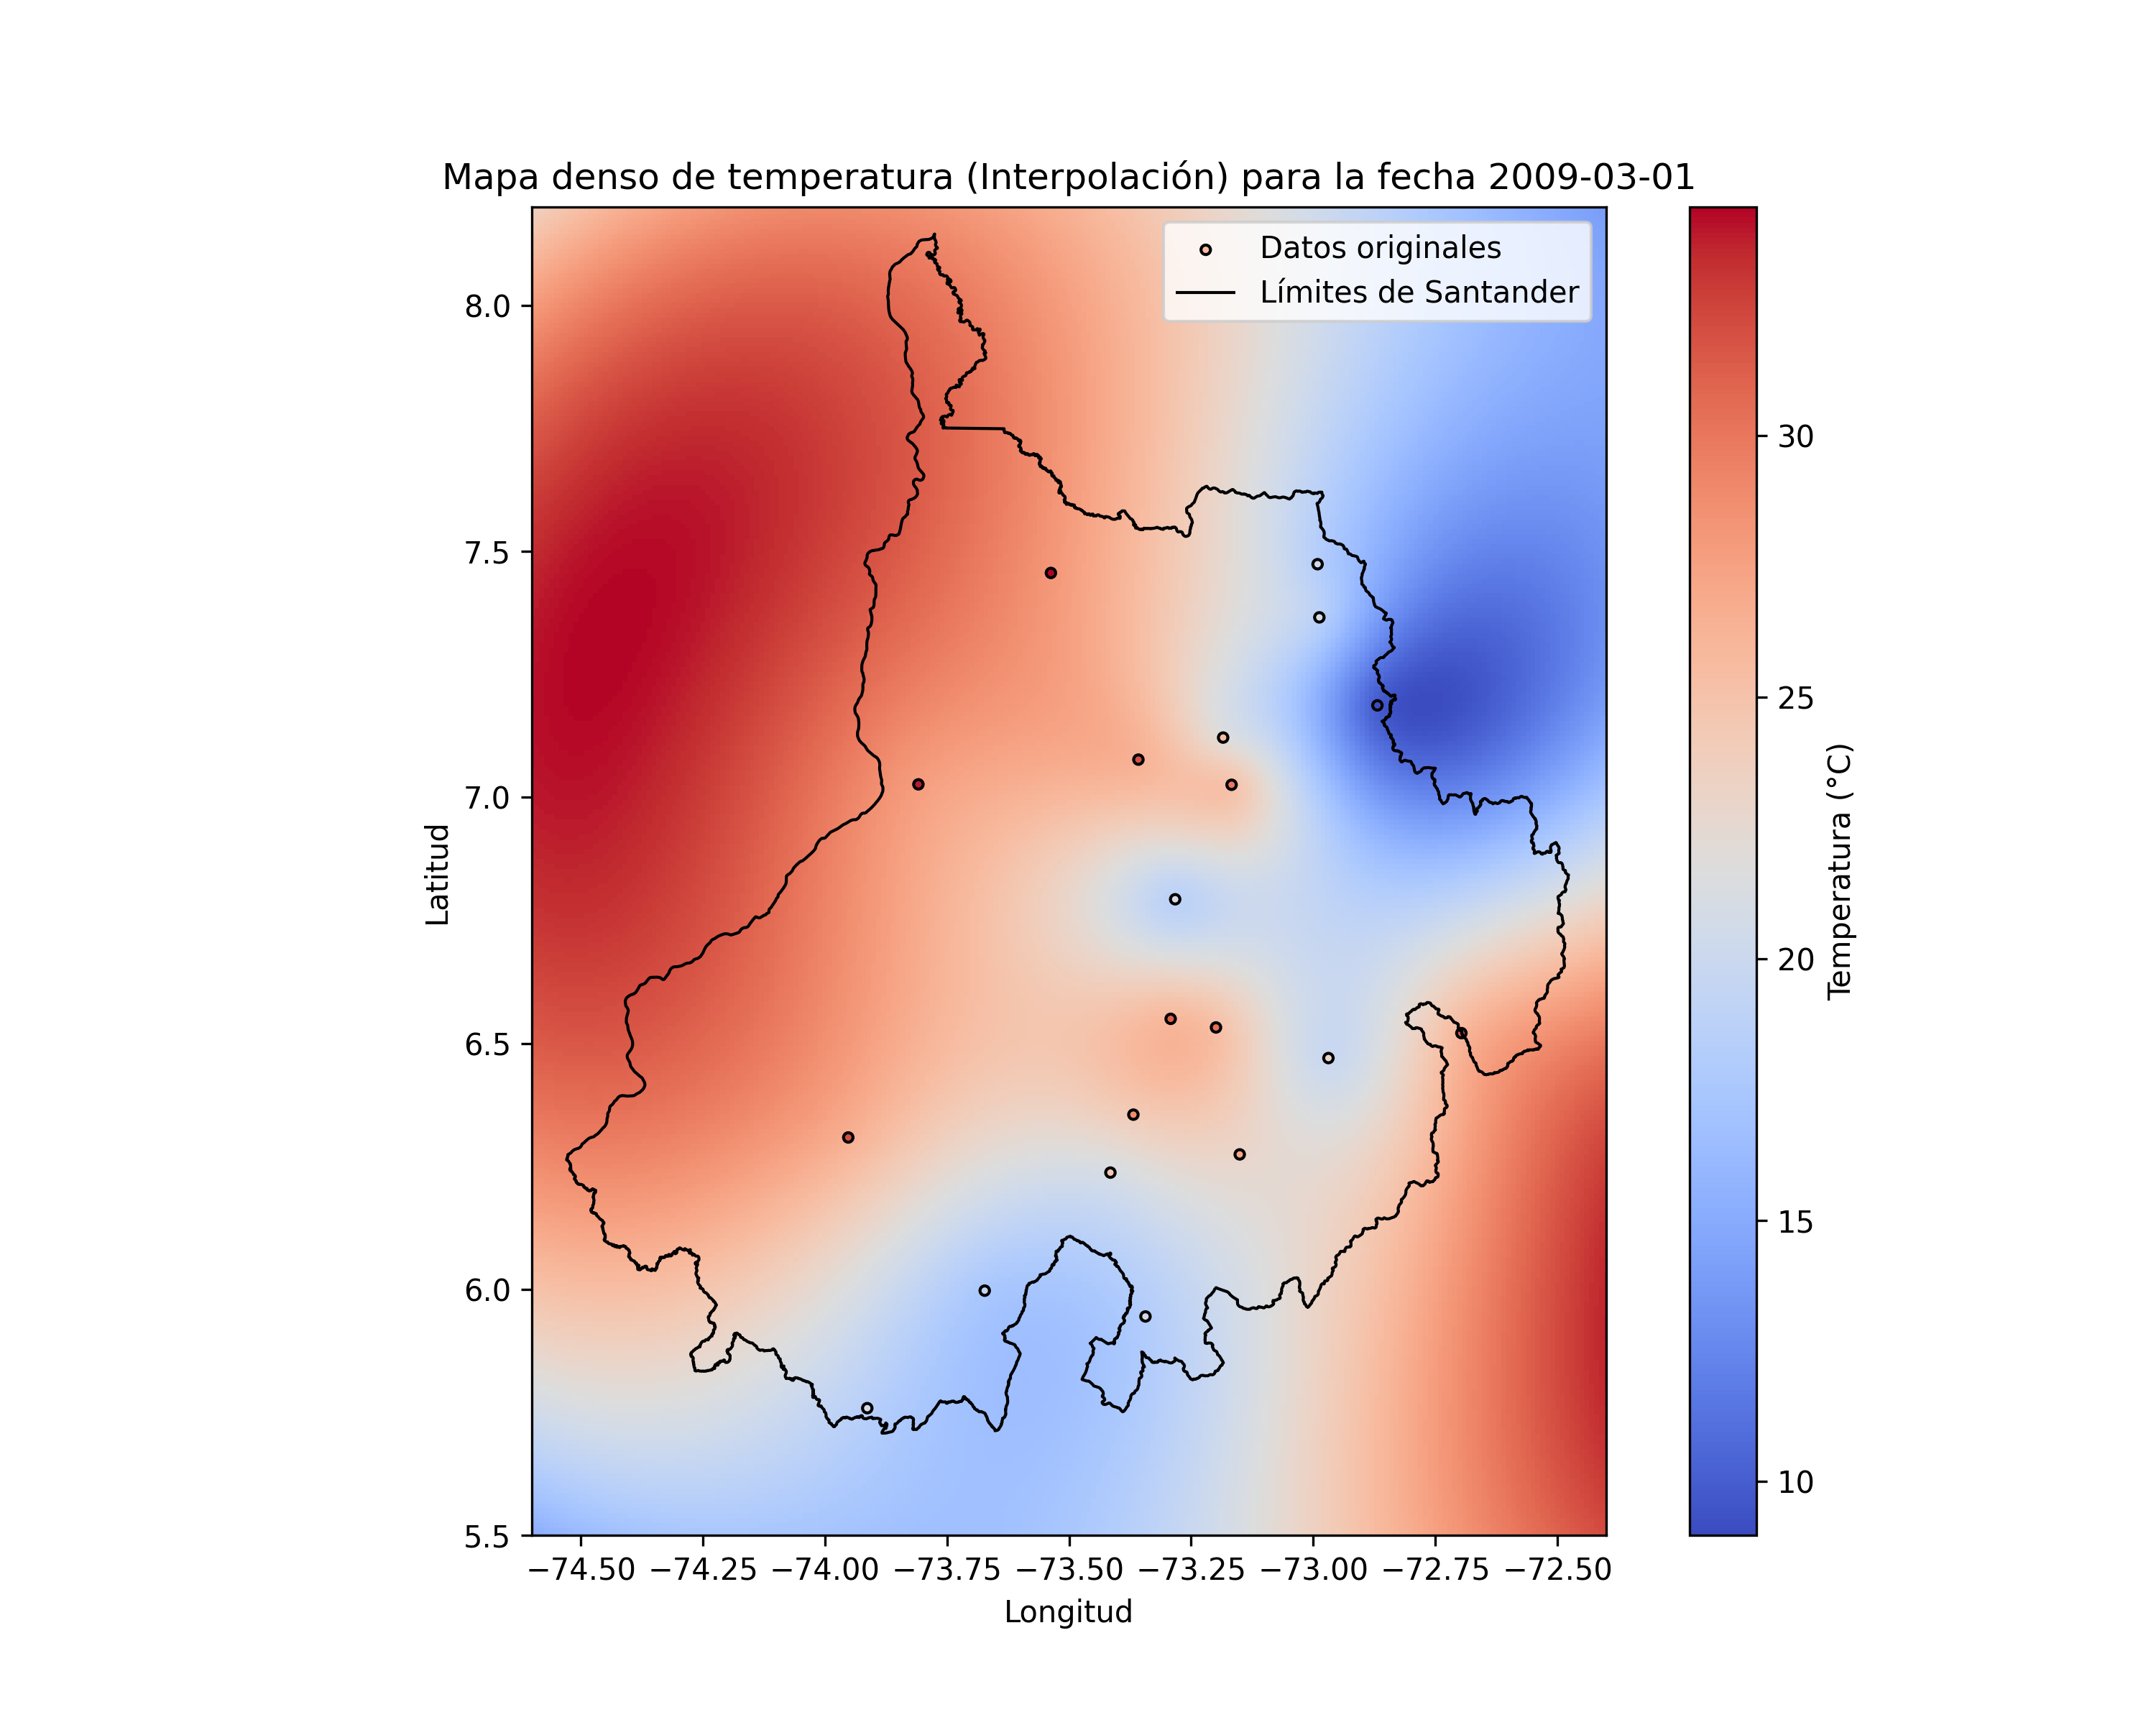 Mapa denso de temperatura (Interpolación) para la fecha 2009-03-01
Datos originales
Límites de Santander
8.0
7.5
7.0
6.5
6.0
5.5
Latitud
−74.50 −74.25 −74.00 −73.75 −73.50 −73.25 −73.00 −72.75 −72.50
Longitud
30
25
20
15
10
Temperatura (°C)